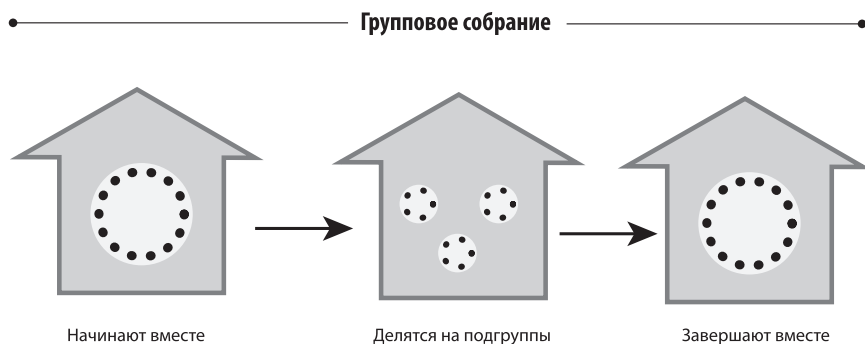 Групповое собрание
Начинают вместе
Делятся на подгруппы
Завершают вместе